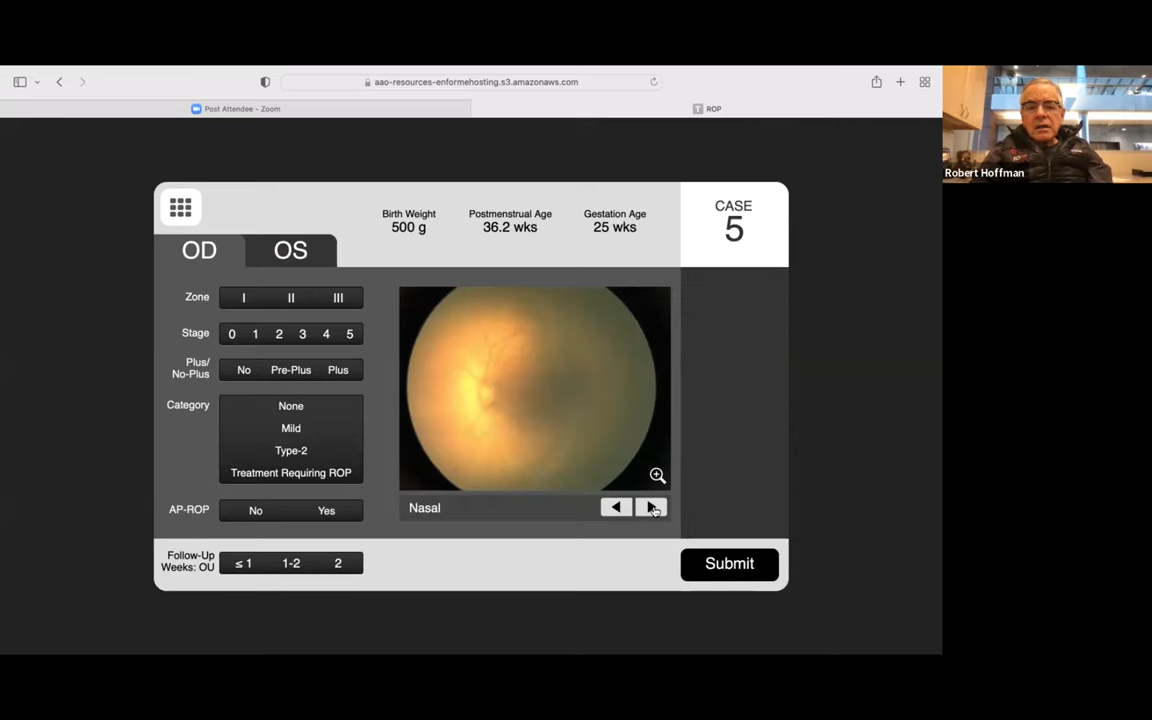 aao-resources-enformehosting.s3.amazonaws.com
Post Attendee - Zoom
ROP
Robert Hoffman
Birth Weight
500 g
Postmenstrual Age
36.2 wks
Gestation Age
25 wks
CASE
5
OD
OS
Zone
I II III
Stage
0 1 2 3 4 5
Plus/
No-Plus
No Pre-Plus Plus
Category
None
Mild
Type-2
Treatment Requiring ROP
AP-ROP
No Yes
Nasal
Follow-Up
Weeks: OU
≤ 1 1-2 2
Submit